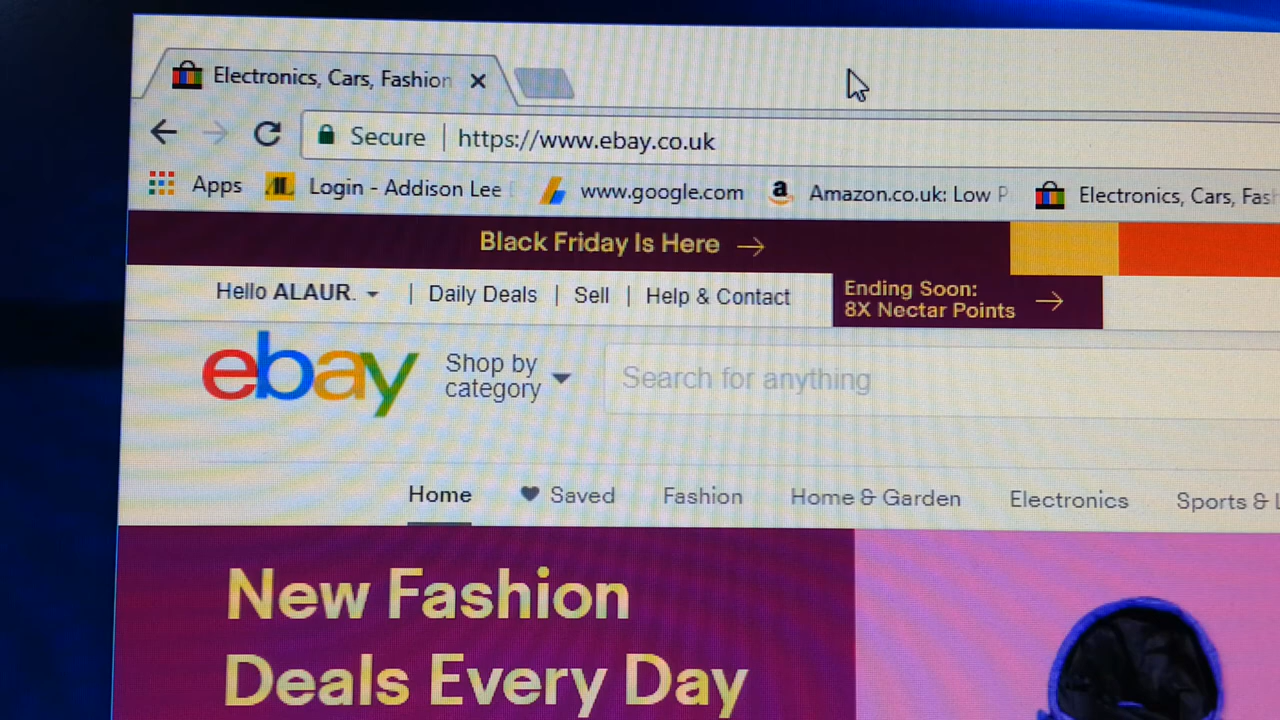 Electronics, Cars, Fashion
Secure https://www.ebay.co.uk
Apps Login - Addison Lee www.google.com Amazon.co.uk: Low P Electronics, Cars, Fas
Black Friday Is Here
Hello ALAUR. | Daily Deals | Sell | Help & Contact
Ending Soon:
8X Nectar Points
ebay
Shop by
category
Search for anything
Home Saved Fashion Home & Garden Electronics Sports & L
New Fashion
Deals Every Day